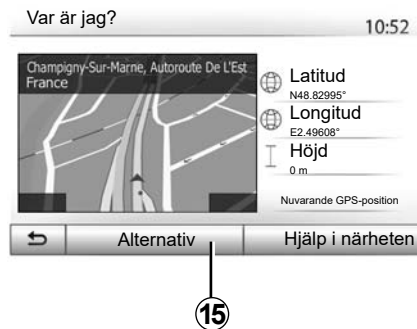 Var är jag?
10:52
Champigny-Sur-Marne, Autoroute De L'Est
France
Latitud
N48.82995°
Longitud
E2.49608°
Höjd
0 m
Nuvarande GPS-position
Alternativ
Hjälp i närheten
15